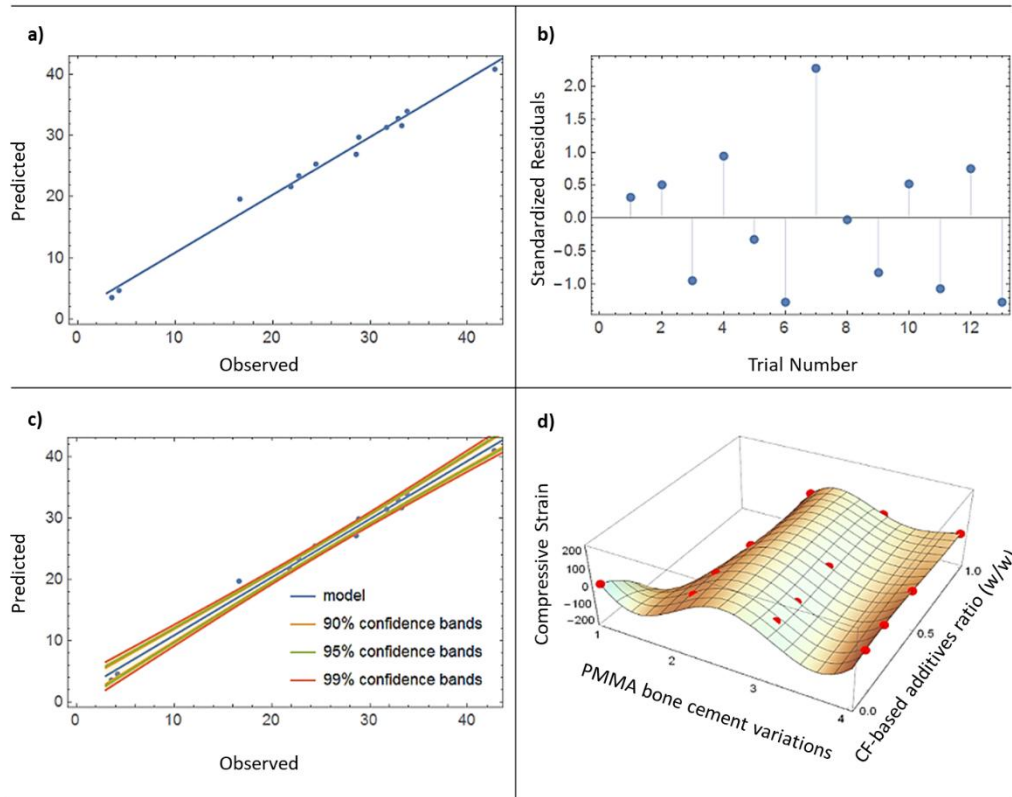 a)
40
30
20
10
0
Predicted
0 10 20 30 40
Observed
b)
2.0
1.5
1.0
0.5
0.0
−0.5
−1.0
Standardized Residuals
0 2 4 6 8 10 12
Trial Number
c)
40
30
20
10
0
Predicted
model
90% confidence bands
95% confidence bands
99% confidence bands
0 10 20 30 40
Observed
d)
Compressive Strain
200
100
0
−100
−200
1
2
3
4
PMMA bone cement variations
0.0
0.5
1.0
CF-based additives ratio (w/w)